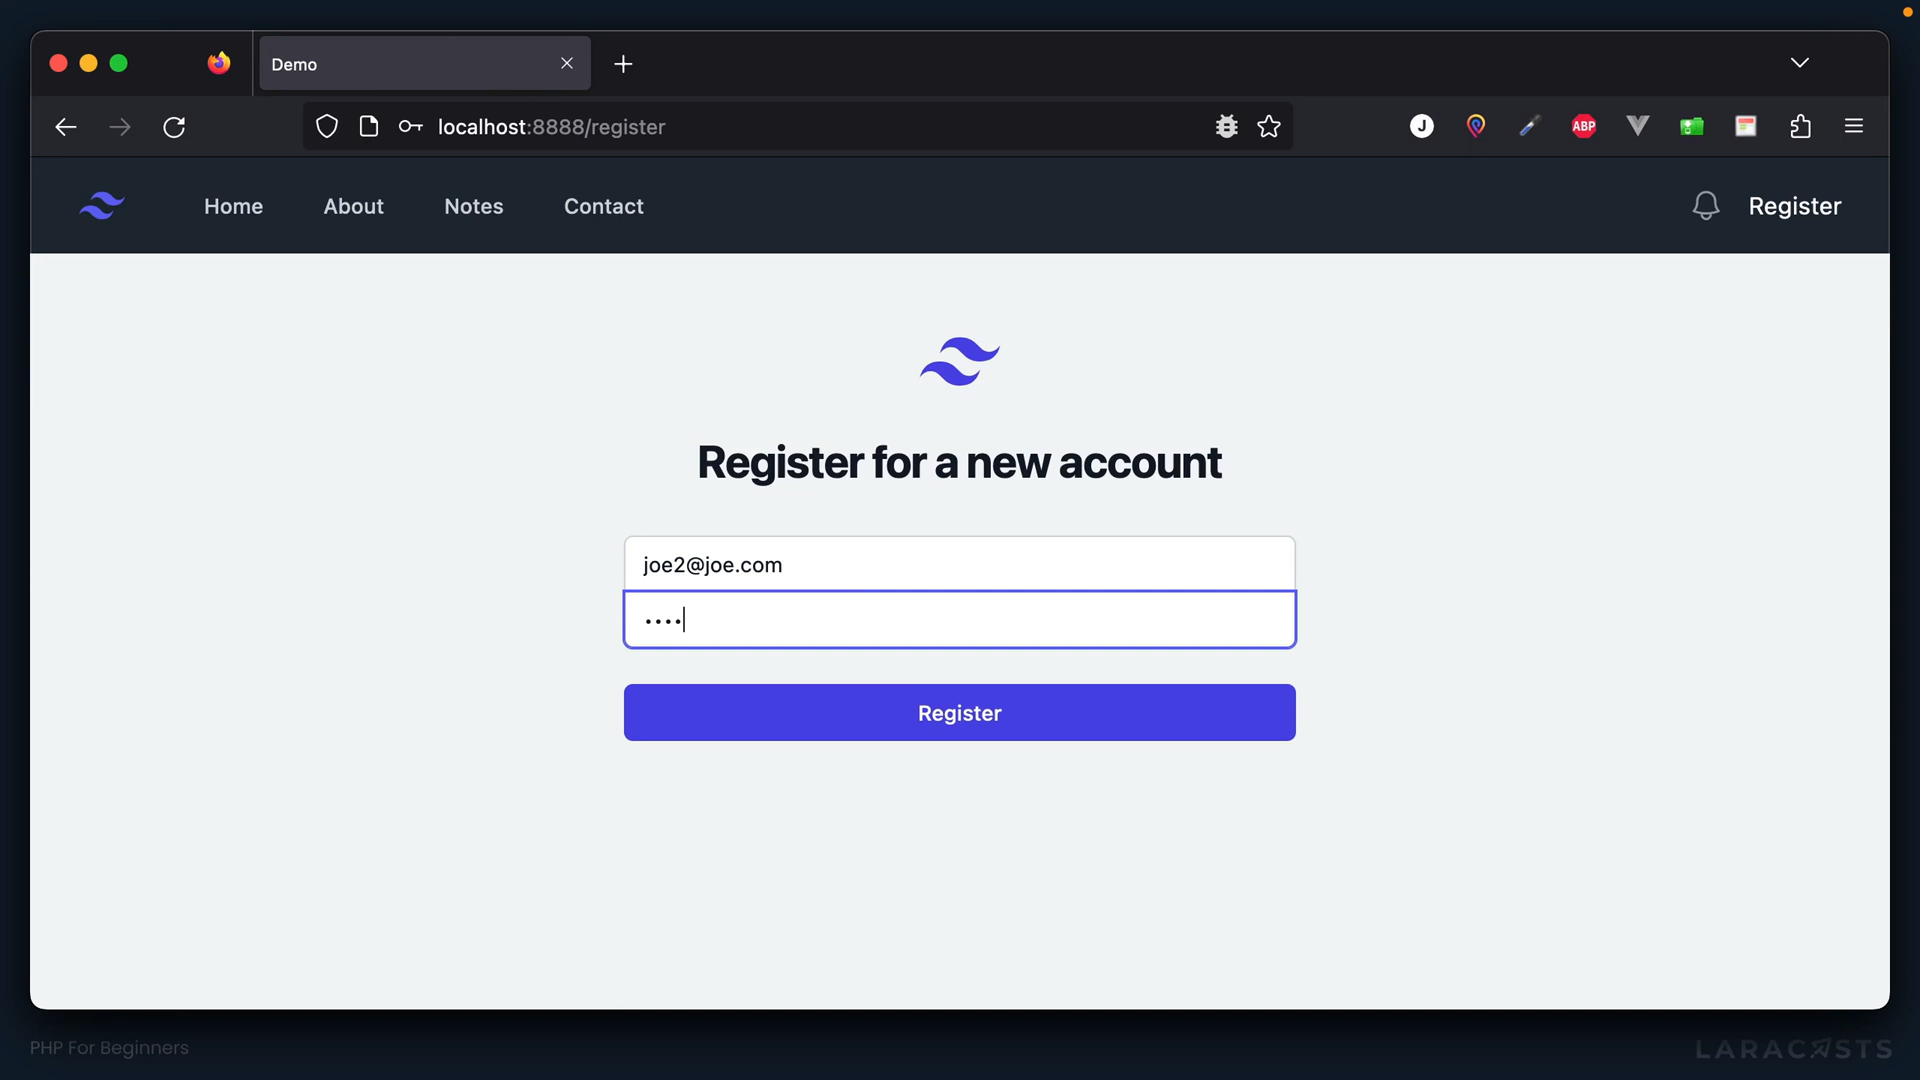 Demo
localhost:8888/register
J
ABP
Home
About
Notes
Contact
Register
Register for a new account
joe2@joe.com
••••
Register
PHP For Beginners
LARACASTS